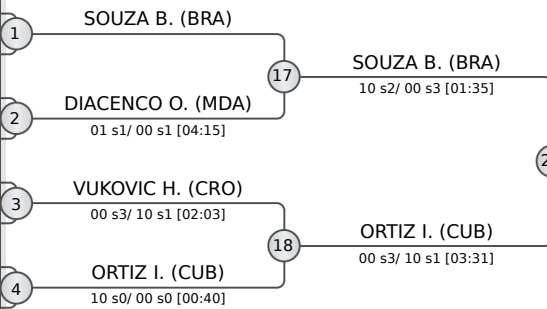 SOUZA B. (BRA)
1
17
SOUZA B. (BRA)
10 s2/ 00 s3 [01:35]
DIACENCO O. (MDA)
2
01 s1/ 00 s1 [04:15]
VUKOVIC H. (CRO)
3
00 s3/ 10 s1 [02:03]
18
ORTIZ I. (CUB)
00 s3/ 10 s1 [03:31]
ORTIZ I. (CUB)
4
10 s0/ 00 s0 [00:40]